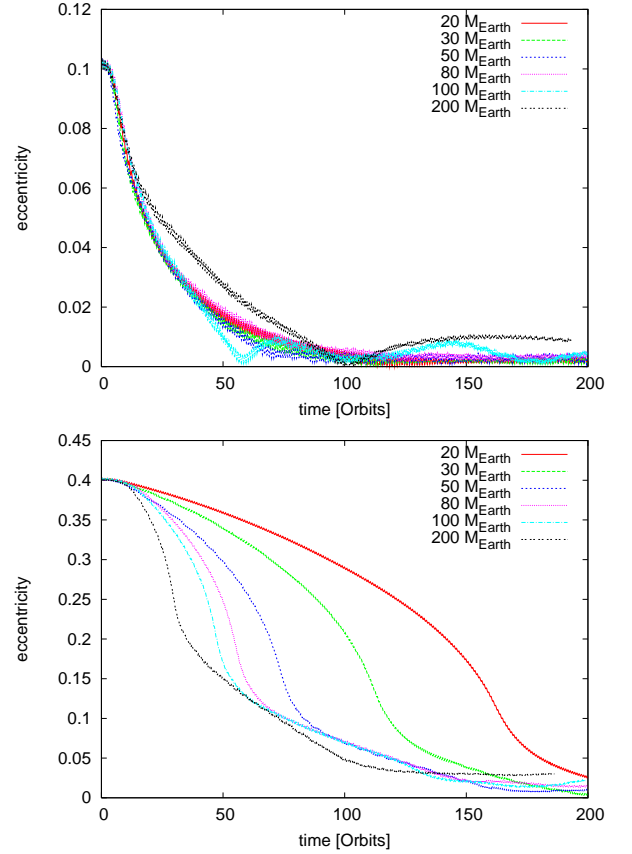 20 M_Earth
30 M_Earth
50 M_Earth
80 M_Earth
100 M_Earth
200 M_Earth
0.12
0.1
0.08
0.06
0.04
0.02
0
eccentricity
0 50 100 150 200
time [Orbits]
20 M_Earth
30 M_Earth
50 M_Earth
80 M_Earth
100 M_Earth
200 M_Earth
0.45
0.4
0.35
0.3
0.25
0.2
0.15
0.1
0.05
0
eccentricity
0 50 100 150 200
time [Orbits]